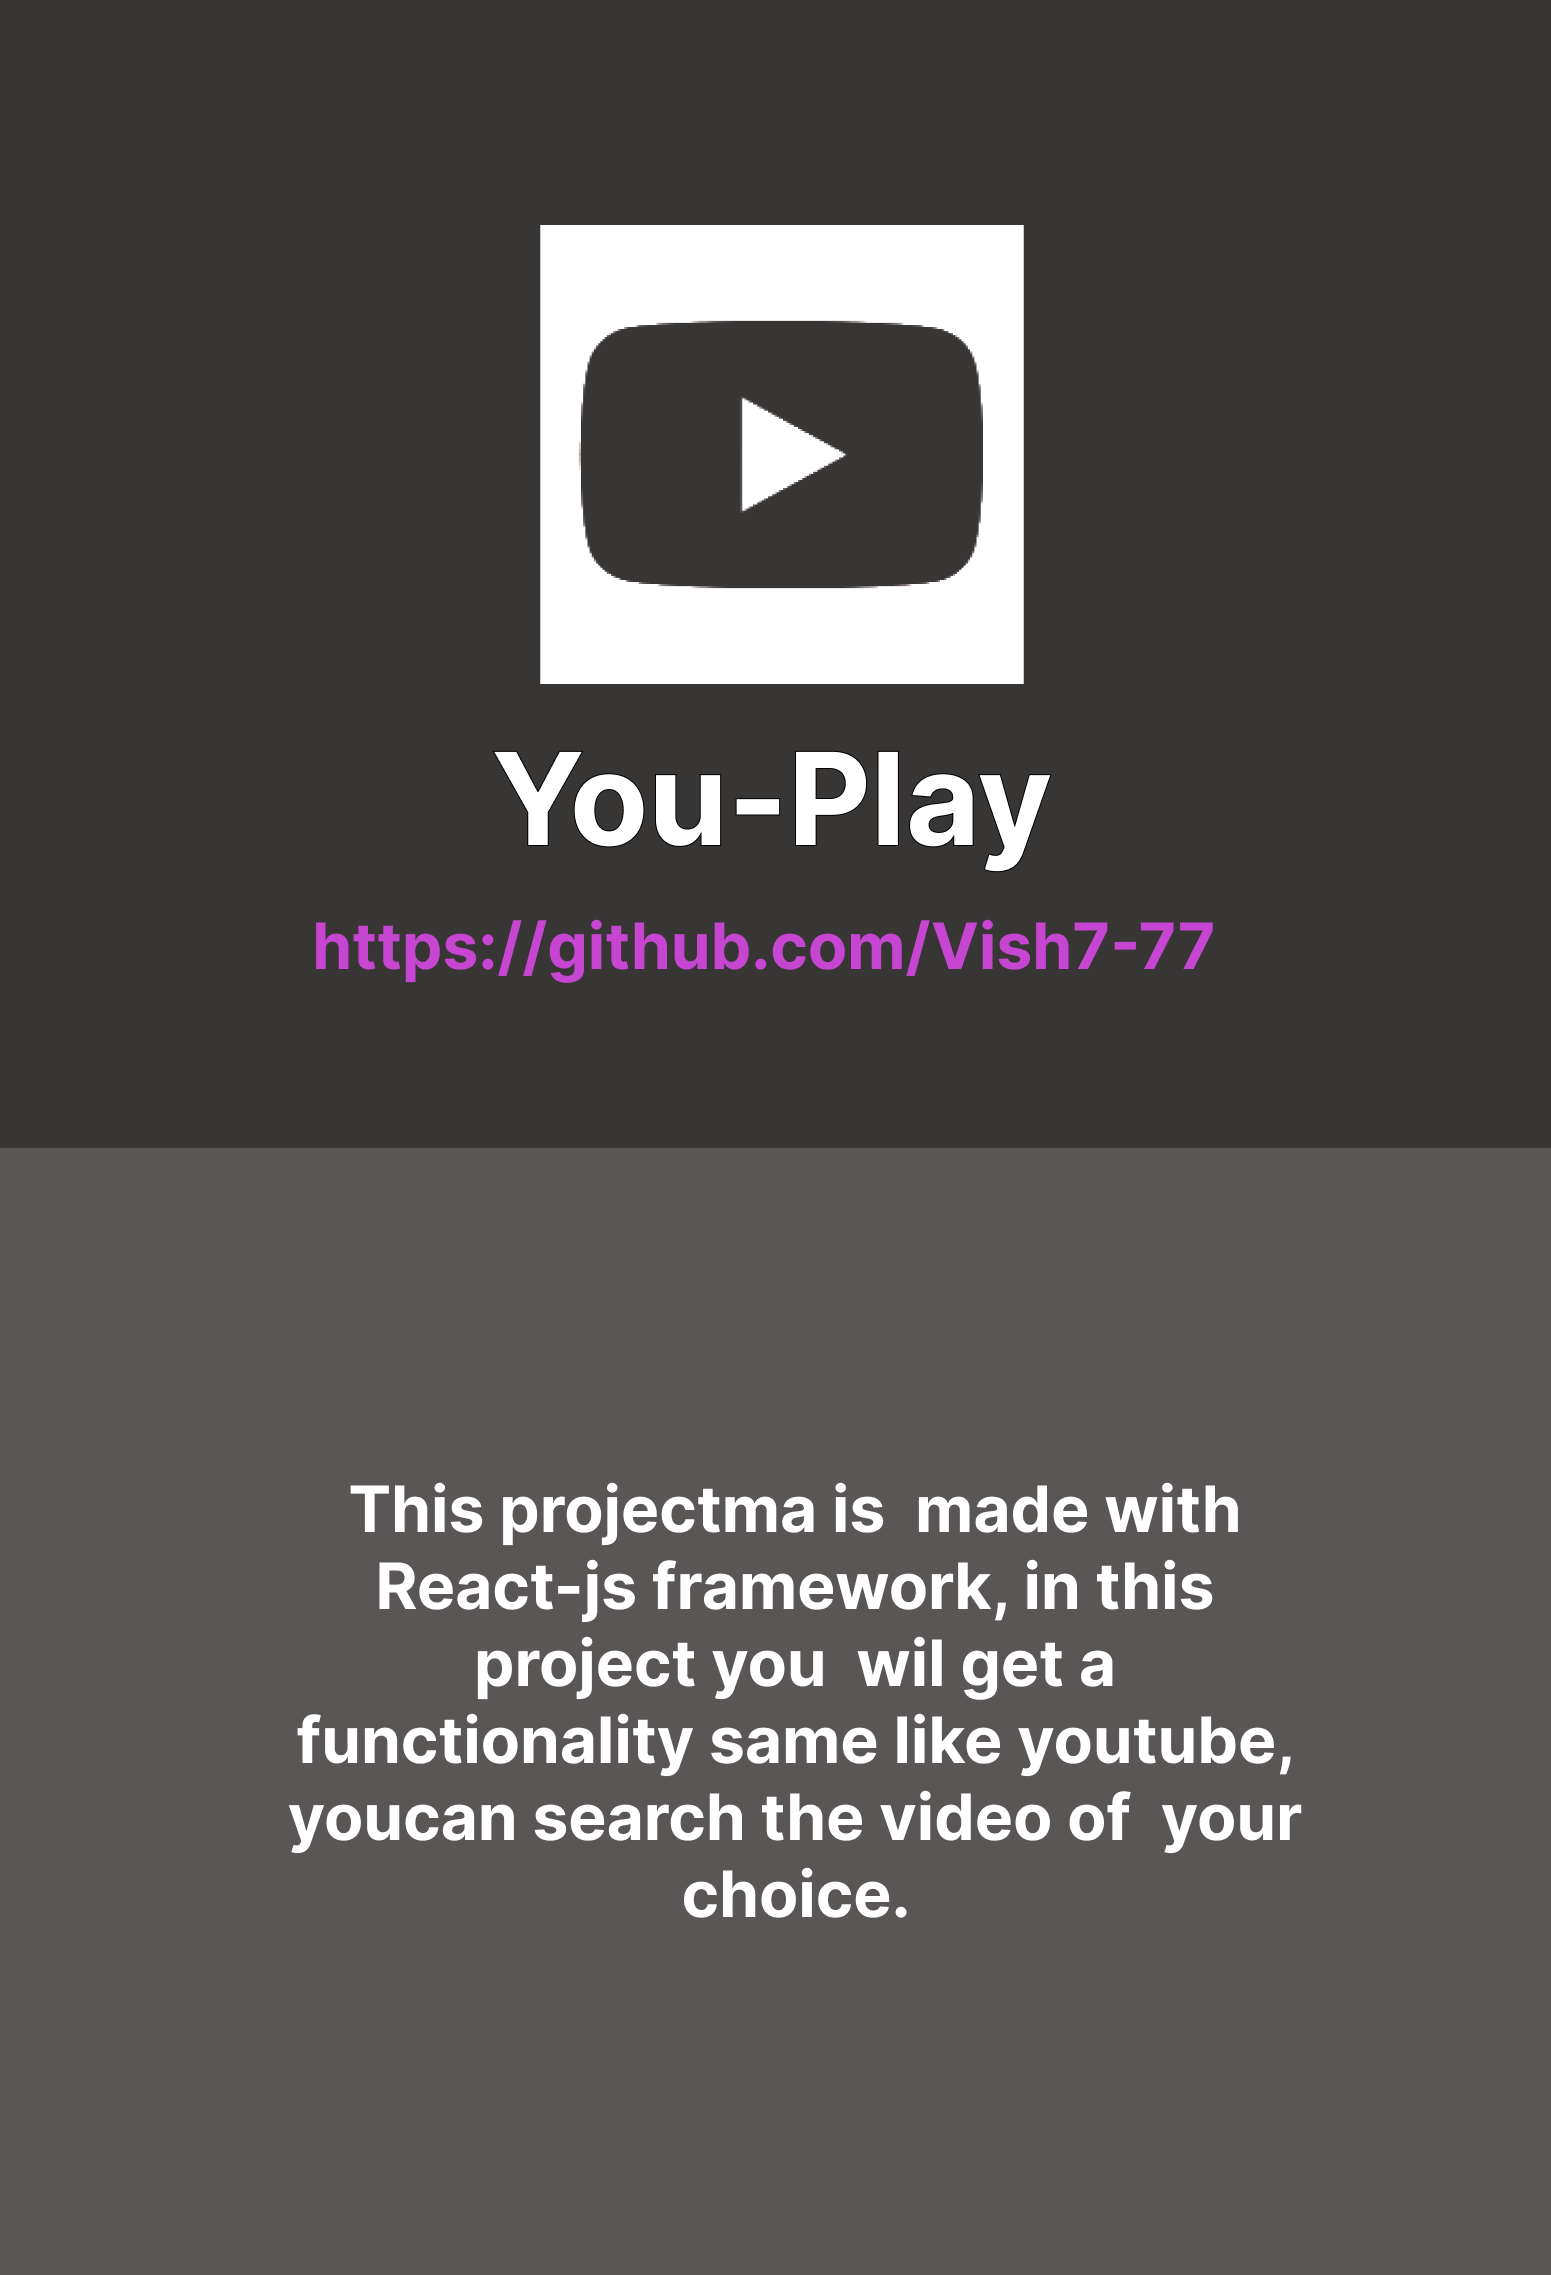 You-Play
https://github.com/Vish7-77
This projectma is  made with
React-js framework, in this
project you  wil get a
functionality same like youtube,
youcan search the video of  your
choice.